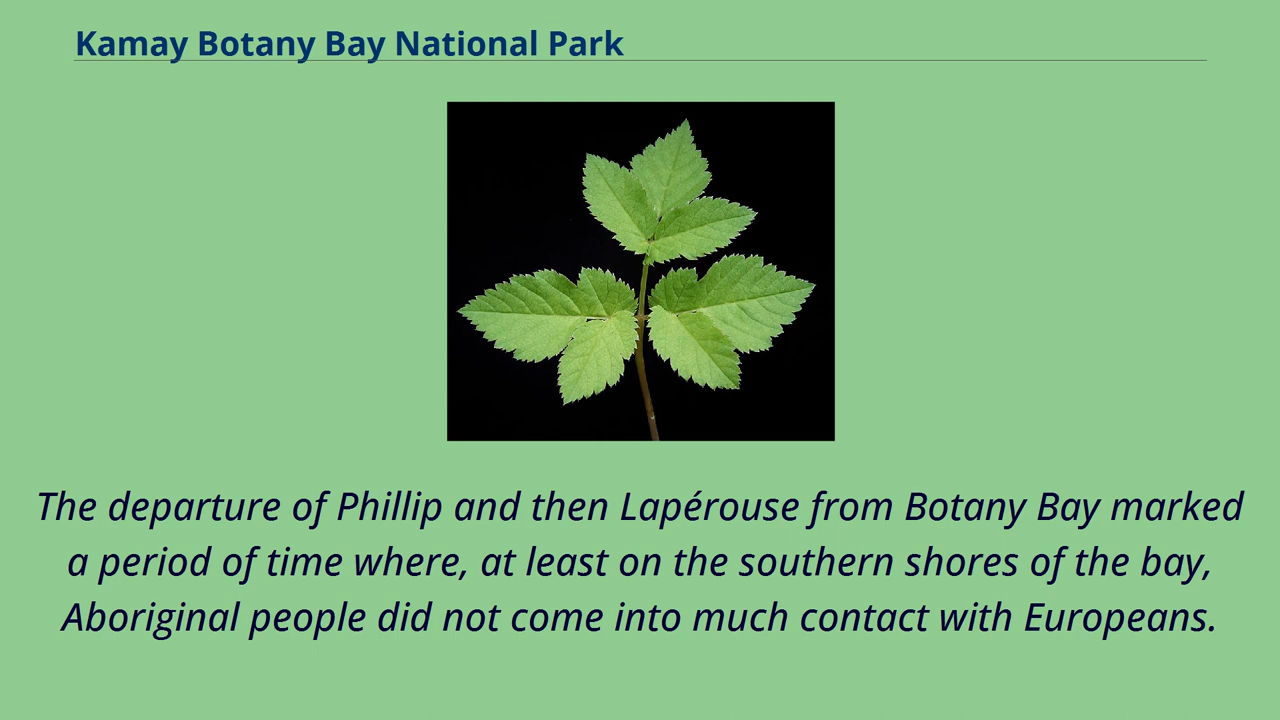 Kamay Botany Bay National Park
The departure of Phillip and then Lapérouse from Botany Bay marked
a period of time where, at least on the southern shores of the bay,
Aboriginal people did not come into much contact with Europeans.